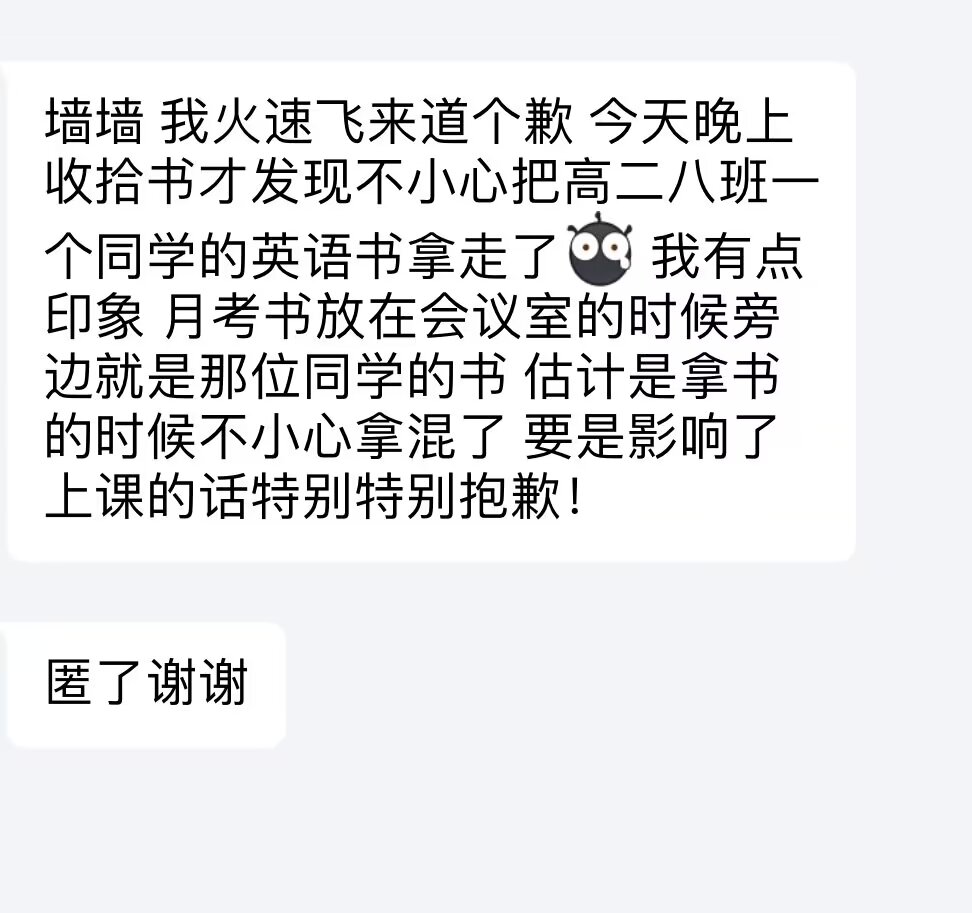 墙墙 我火速飞来道个歉 今天晚上
收拾书才发现不小心把高二八班一
个同学的英语书拿走了 我有点
印象 月考书放在会议室的时候旁
边就是那位同学的书 估计是拿书
的时候不小心拿混了 要是影响了
上课的话特别特别抱歉！
匿了谢谢